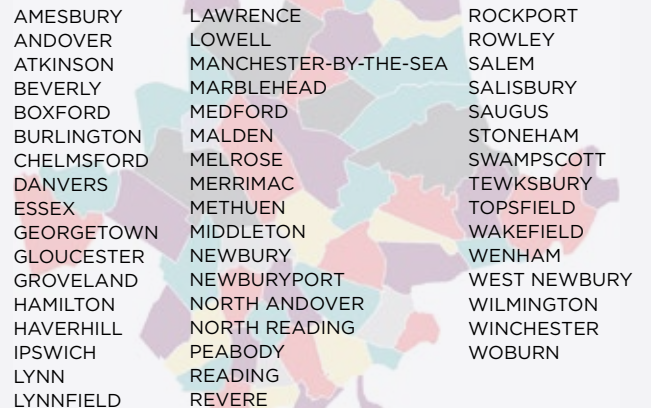 AMESBURY
ANDOVER
ATKINSON
BEVERLY
BOXFORD
BURLINGTON
CHELMSFORD
DANVERS
ESSEX
GEORGETOWN
GLOUCESTER
GROVELAND
HAMILTON
HAVERHILL
IPSWICH
LYNN
LYNNFIELD
LAWRENCE
LOWELL
MANCHESTER-BY-THE-SEA
MARBLEHEAD
MEDFORD
MALDEN
MELROSE
MERRIMAC
METHUEN
MIDDLETON
NEWBURY
NEWBURYPORT
NORTH ANDOVER
NORTH READING
PEABODY
READING
REVERE
ROCKPORT
ROWLEY
SALEM
SALISBURY
SAUGUS
STONEHAM
SWAMPSCOTT
TEWKSBURY
TOPSFIELD
WAKEFIELD
WENHAM
WEST NEWBURY
WILMINGTON
WINCHESTER
WOBURN